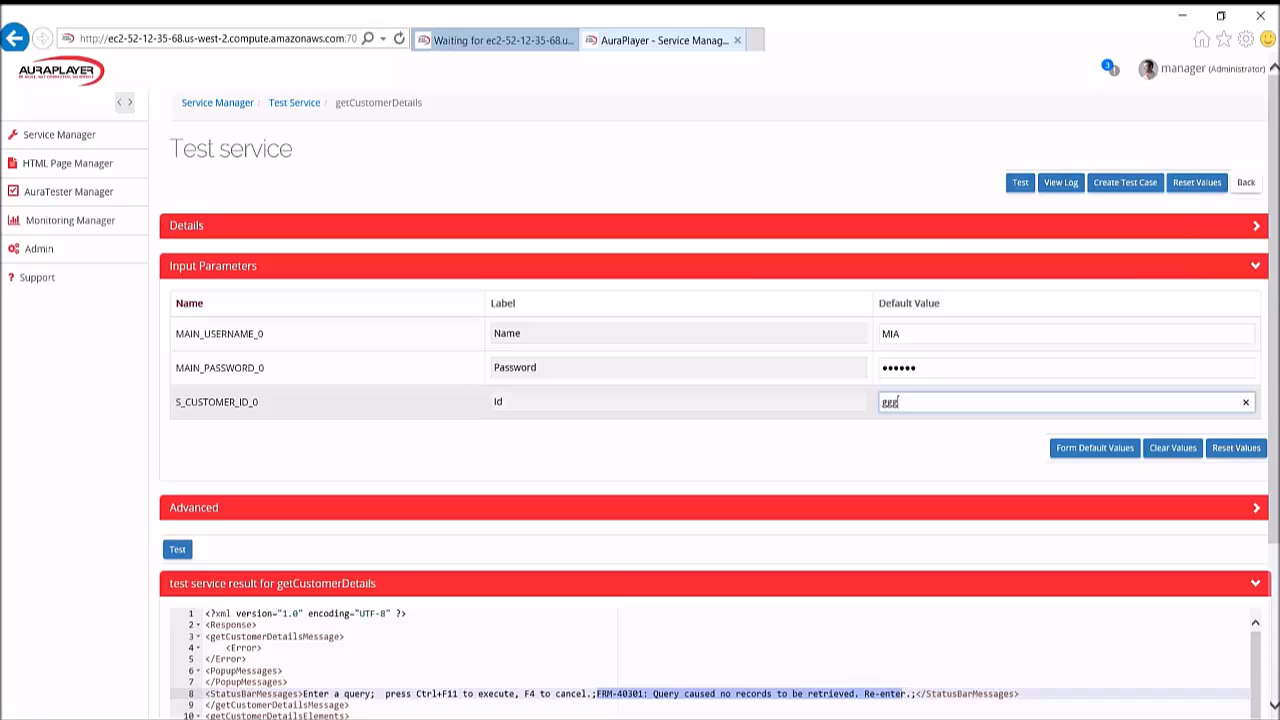 http://ec2-52-12-35-68.us-west-2.compute.amazonaws.com:70
Waiting for ec2-52-12-35-68.u...
AuraPlayer - Service Manag...
AURAPLAYER
3
manager (Administrator)
Service Manager / Test Service / getCustomerDetails
Service Manager
HTML Page Manager
AuraTester Manager
Monitoring Manager
Admin
Support
Test service
Test View Log Create Test Case Reset Values Back
Details
Input Parameters
Name Label Default Value
MAIN_USERNAME_0 Name MIA
MAIN_PASSWORD_0 Password ••••••
S_CUSTOMER_ID_0 Id ggg
Form Default Values Clear Values Reset Values
Advanced
Test
test service result for getCustomerDetails
1 <?xml version="1.0" encoding="UTF-8" ?>
2 <Response>
3 <getCustomerDetailsMessage>
4 <Error>
5 </Error>
6 <PopupMessages>
7 </PopupMessages>
8 <StatusBarMessages>Enter a query; press Ctrl+F11 to execute, F4 to cancel.;FRM-40301: Query caused no records to be retrieved. Re-enter.;</StatusBarMessages>
9 </getCustomerDetailsMessage>
10 <getCustomerDetailsElements>